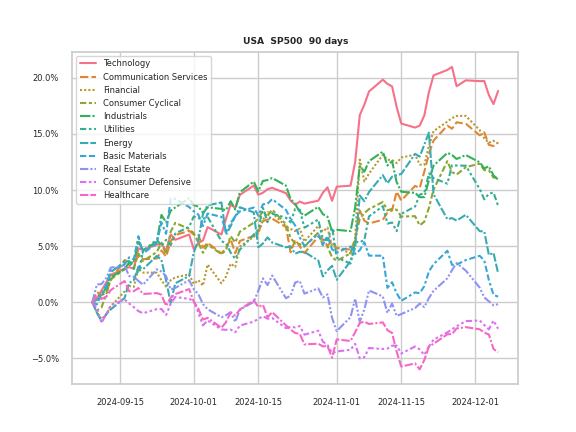 USA SP500 90 days
Technology
Communication Services
Financial
Consumer Cyclical
Industrials
Utilities
Energy
Basic Materials
Real Estate
Consumer Defensive
Healthcare
20.0%
15.0%
10.0%
5.0%
0.0%
−5.0%
2024-09-15 2024-10-01 2024-10-15 2024-11-01 2024-11-15 2024-12-01